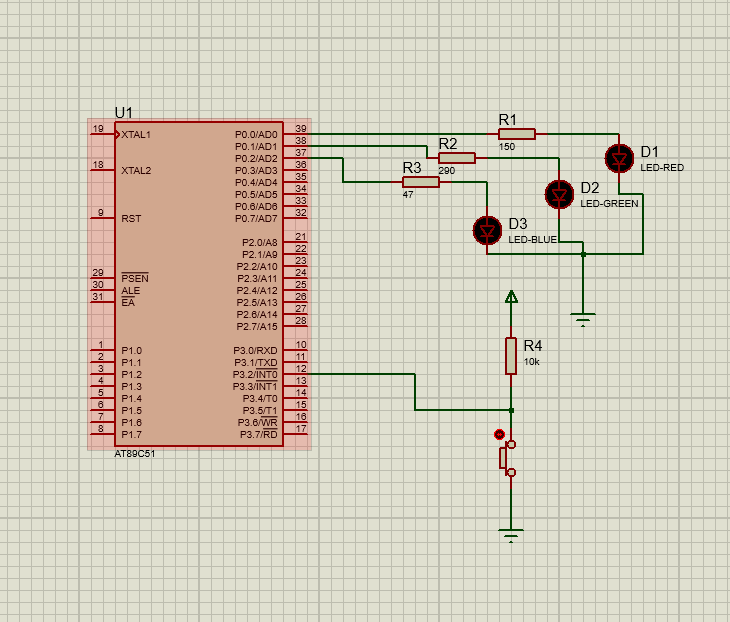 U1
19 XTAL1
18 XTAL2
9 RST
29 PSEN
30 ALE
31 EA
1 P1.0
2 P1.1
3 P1.2
4 P1.3
5 P1.4
6 P1.5
7 P1.6
8 P1.7
P0.0/AD0 39
P0.1/AD1 38
P0.2/AD2 37
P0.3/AD3 36
P0.4/AD4 35
P0.5/AD5 34
P0.6/AD6 33
P0.7/AD7 32
P2.0/A8 21
P2.1/A9 22
P2.2/A10 23
P2.3/A11 24
P2.4/A12 25
P2.5/A13 26
P2.6/A14 27
P2.7/A15 28
P3.0/RXD 10
P3.1/TXD 11
P3.2/INT0 12
P3.3/INT1 13
P3.4/T0 14
P3.5/T1 15
P3.6/WR 16
P3.7/RD 17
AT89C51
R1
150
R2
290
R3
47
D1
LED-RED
D2
LED-GREEN
D3
LED-BLUE
R4
10k